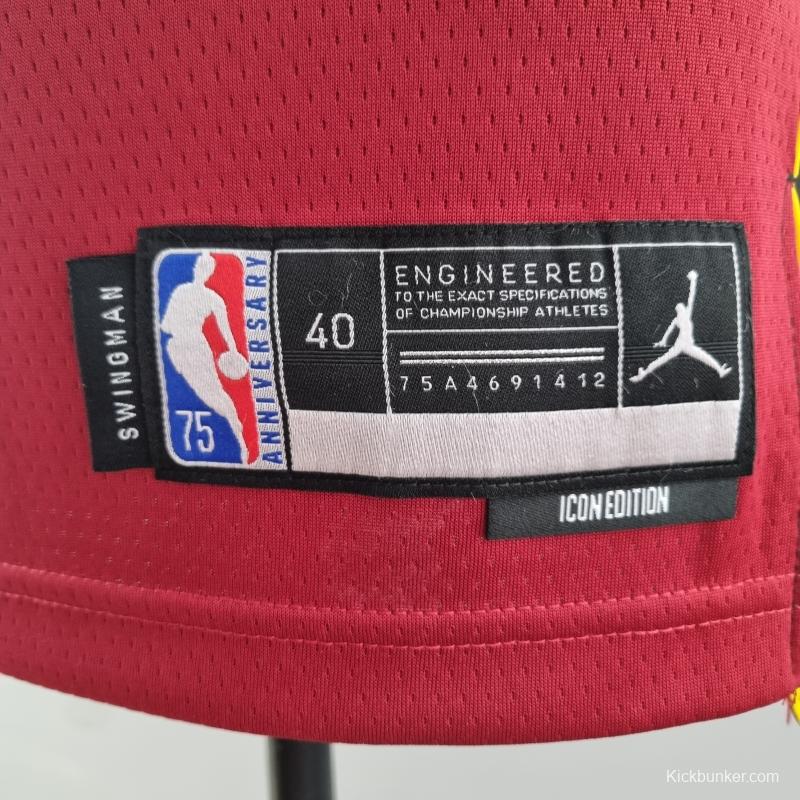 SWINGMAN
75
ANNIVERSARY
40
ENGINEERED
TO THE EXACT SPECIFICATIONS
OF CHAMPIONSHIP ATHLETES
75A4691412
ICON EDITION
Kickbunker.com